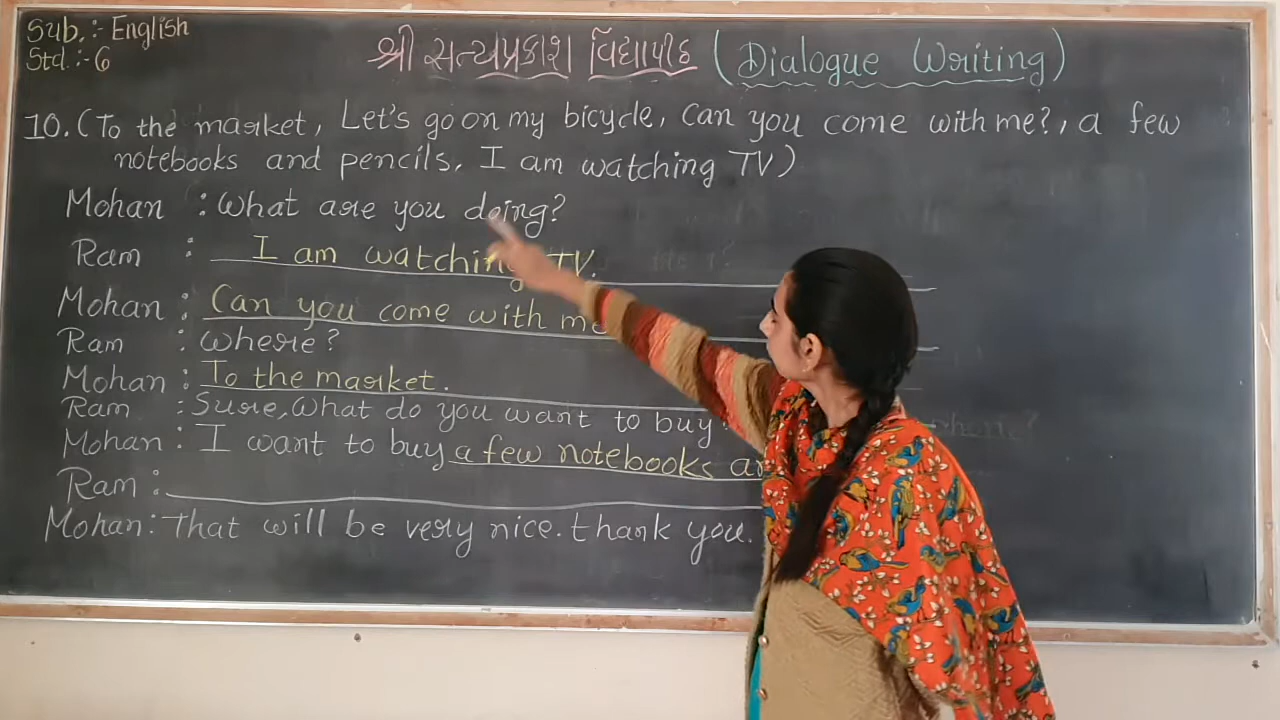 Sub. :- English
Std. :- 6
શ્રી સત્યપ્રકાશ વિદ્યાપીઠ (Dialogue Writing)
10. (To the market, Let's go on my bicycle, Can you come with me?, a few
notebooks and pencils, I am watching TV)
Mohan : What are you doing?
Ram : I am watching TV.
Mohan : Can you come with me
Ram : Where?
Mohan : To the market.
Ram : Sure, What do you want to buy?
Mohan : I want to buy a few notebooks
Ram :
Mohan : That will be very nice. thank you.